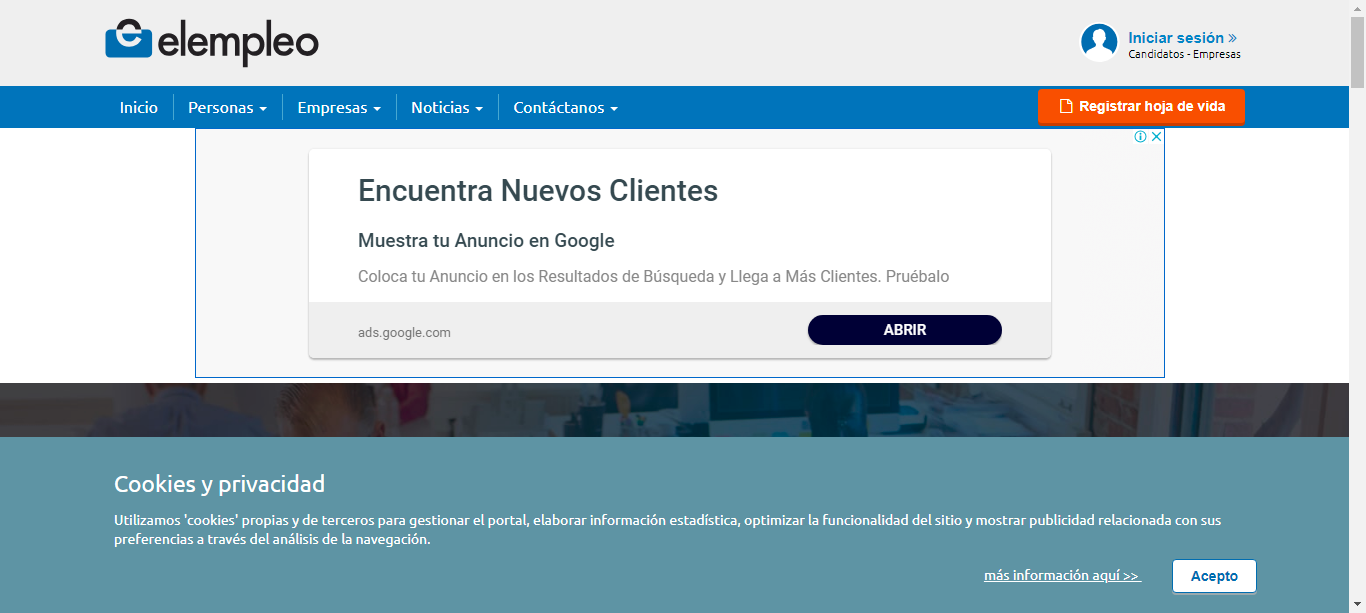 elempleo
Iniciar sesión »
Candidatos - Empresas
Inicio Personas Empresas Noticias Contáctanos Registrar hoja de vida
Encuentra Nuevos Clientes
Muestra tu Anuncio en Google
Coloca tu Anuncio en los Resultados de Búsqueda y Llega a Más Clientes. Pruébalo
ads.google.com ABRIR
Cookies y privacidad
Utilizamos 'cookies' propias y de terceros para gestionar el portal, elaborar información estadística, optimizar la funcionalidad del sitio y mostrar publicidad relacionada con sus
preferencias a través del análisis de la navegación.
más información aquí >> Acepto